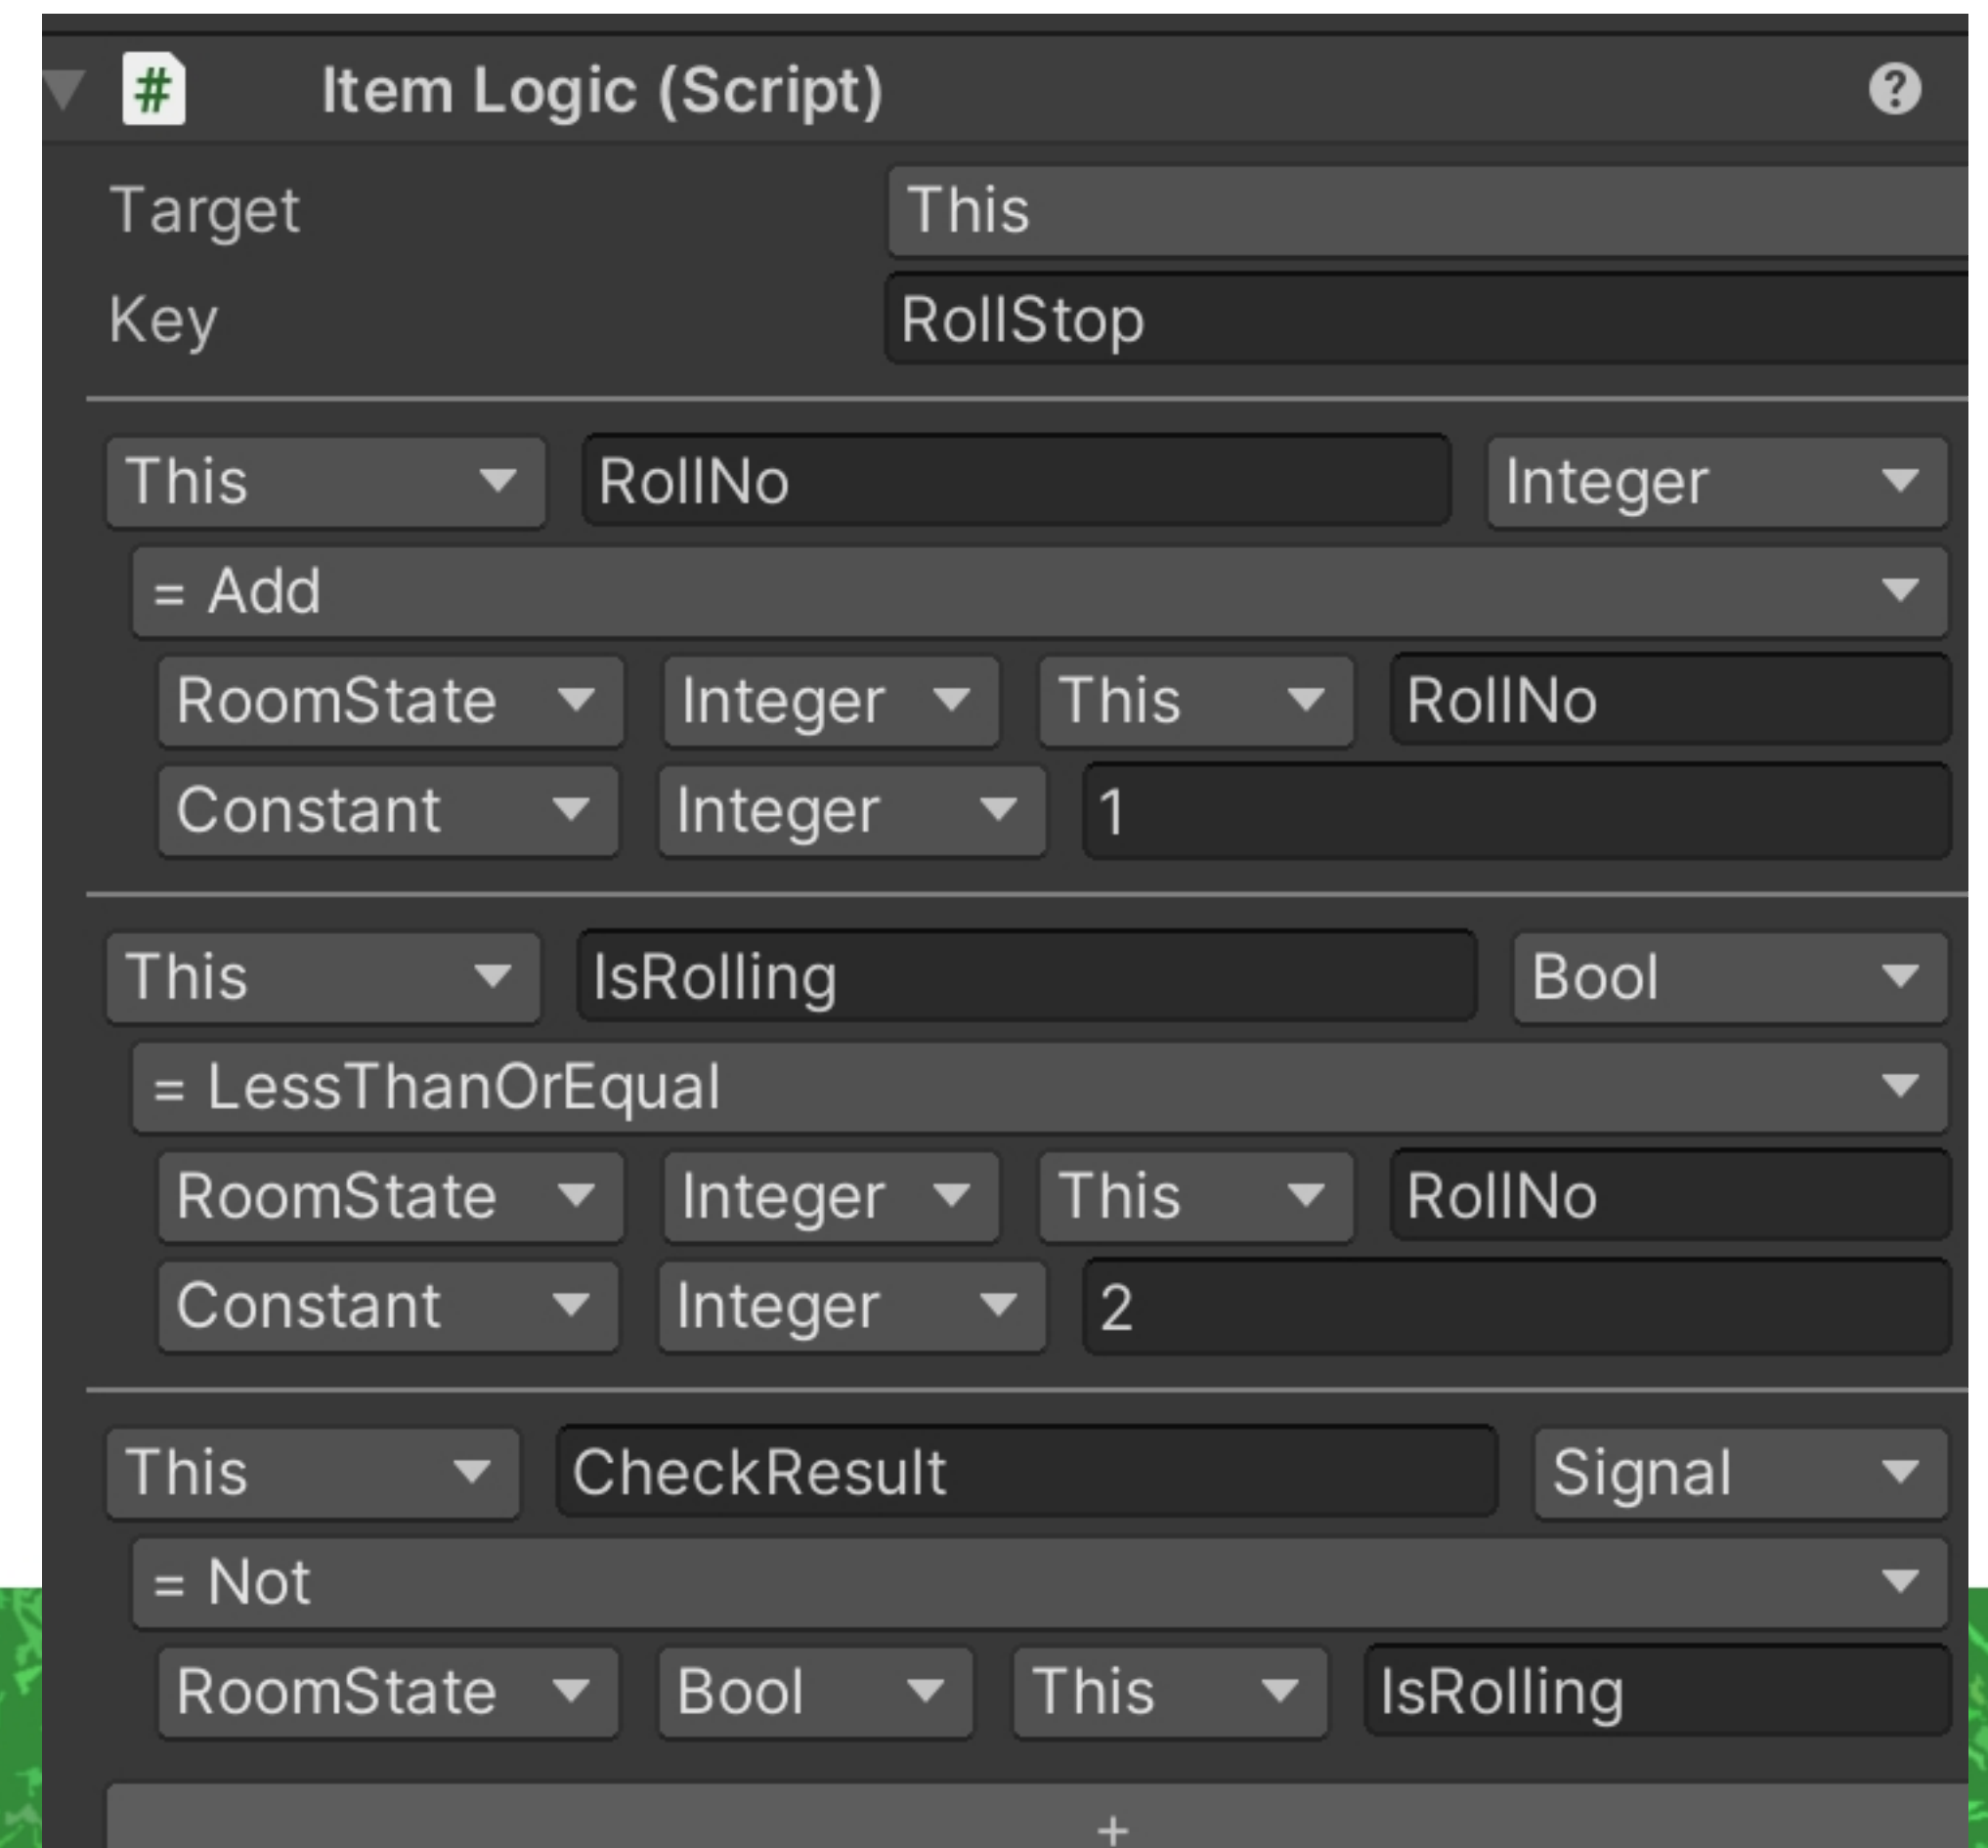 # Item Logic (Script) ?
Target This
Key RollStop
This RollNo Integer
= Add
RoomState Integer This RollNo
Constant Integer 1
This IsRolling Bool
= LessThanOrEqual
RoomState Integer This RollNo
Constant Integer 2
This CheckResult Signal
= Not
RoomState Bool This IsRolling
+